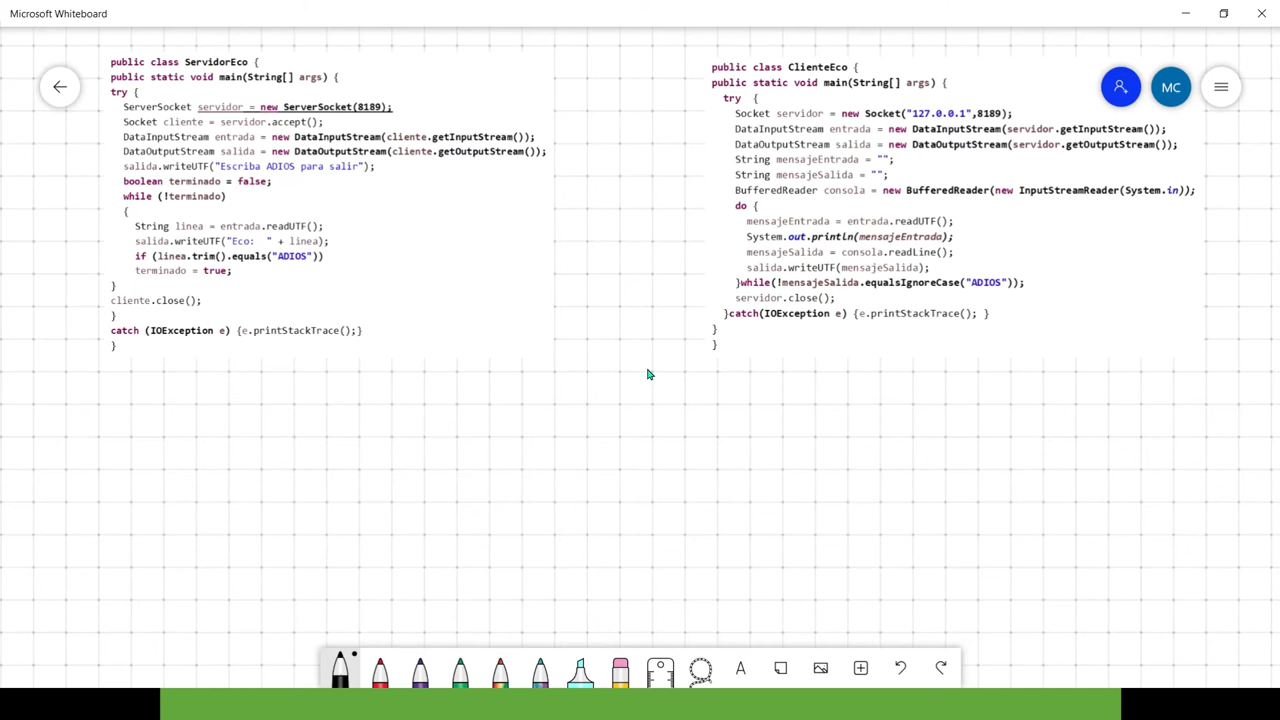 Microsoft Whiteboard
public class ServidorEco {
public static void main(String[] args) {
try {
ServerSocket servidor = new ServerSocket(8189);
Socket cliente = servidor.accept();
DataInputStream entrada = new DataInputStream(cliente.getInputStream());
DataOutputStream salida = new DataOutputStream(cliente.getOutputStream());
salida.writeUTF("Escriba ADIOS para salir");
boolean terminado = false;
while (!terminado)
{
String linea = entrada.readUTF();
salida.writeUTF("Eco:  " + linea);
if (linea.trim().equals("ADIOS"))
terminado = true;
}
cliente.close();
}
catch (IOException e) {e.printStackTrace();}
}
public class ClienteEco {
public static void main(String[] args) {
try  {
Socket servidor = new Socket("127.0.0.1",8189);
DataInputStream entrada = new DataInputStream(servidor.getInputStream());
DataOutputStream salida = new DataOutputStream(servidor.getOutputStream());
String mensajeEntrada = "";
String mensajeSalida = "";
BufferedReader consola = new BufferedReader(new InputStreamReader(System.in));
do {
mensajeEntrada = entrada.readUTF();
System.out.println(mensajeEntrada);
mensajeSalida = consola.readLine();
salida.writeUTF(mensajeSalida);
}while(!mensajeSalida.equalsIgnoreCase("ADIOS"));
servidor.close();
}catch(IOException e) {e.printStackTrace(); }
}
}
MC
A